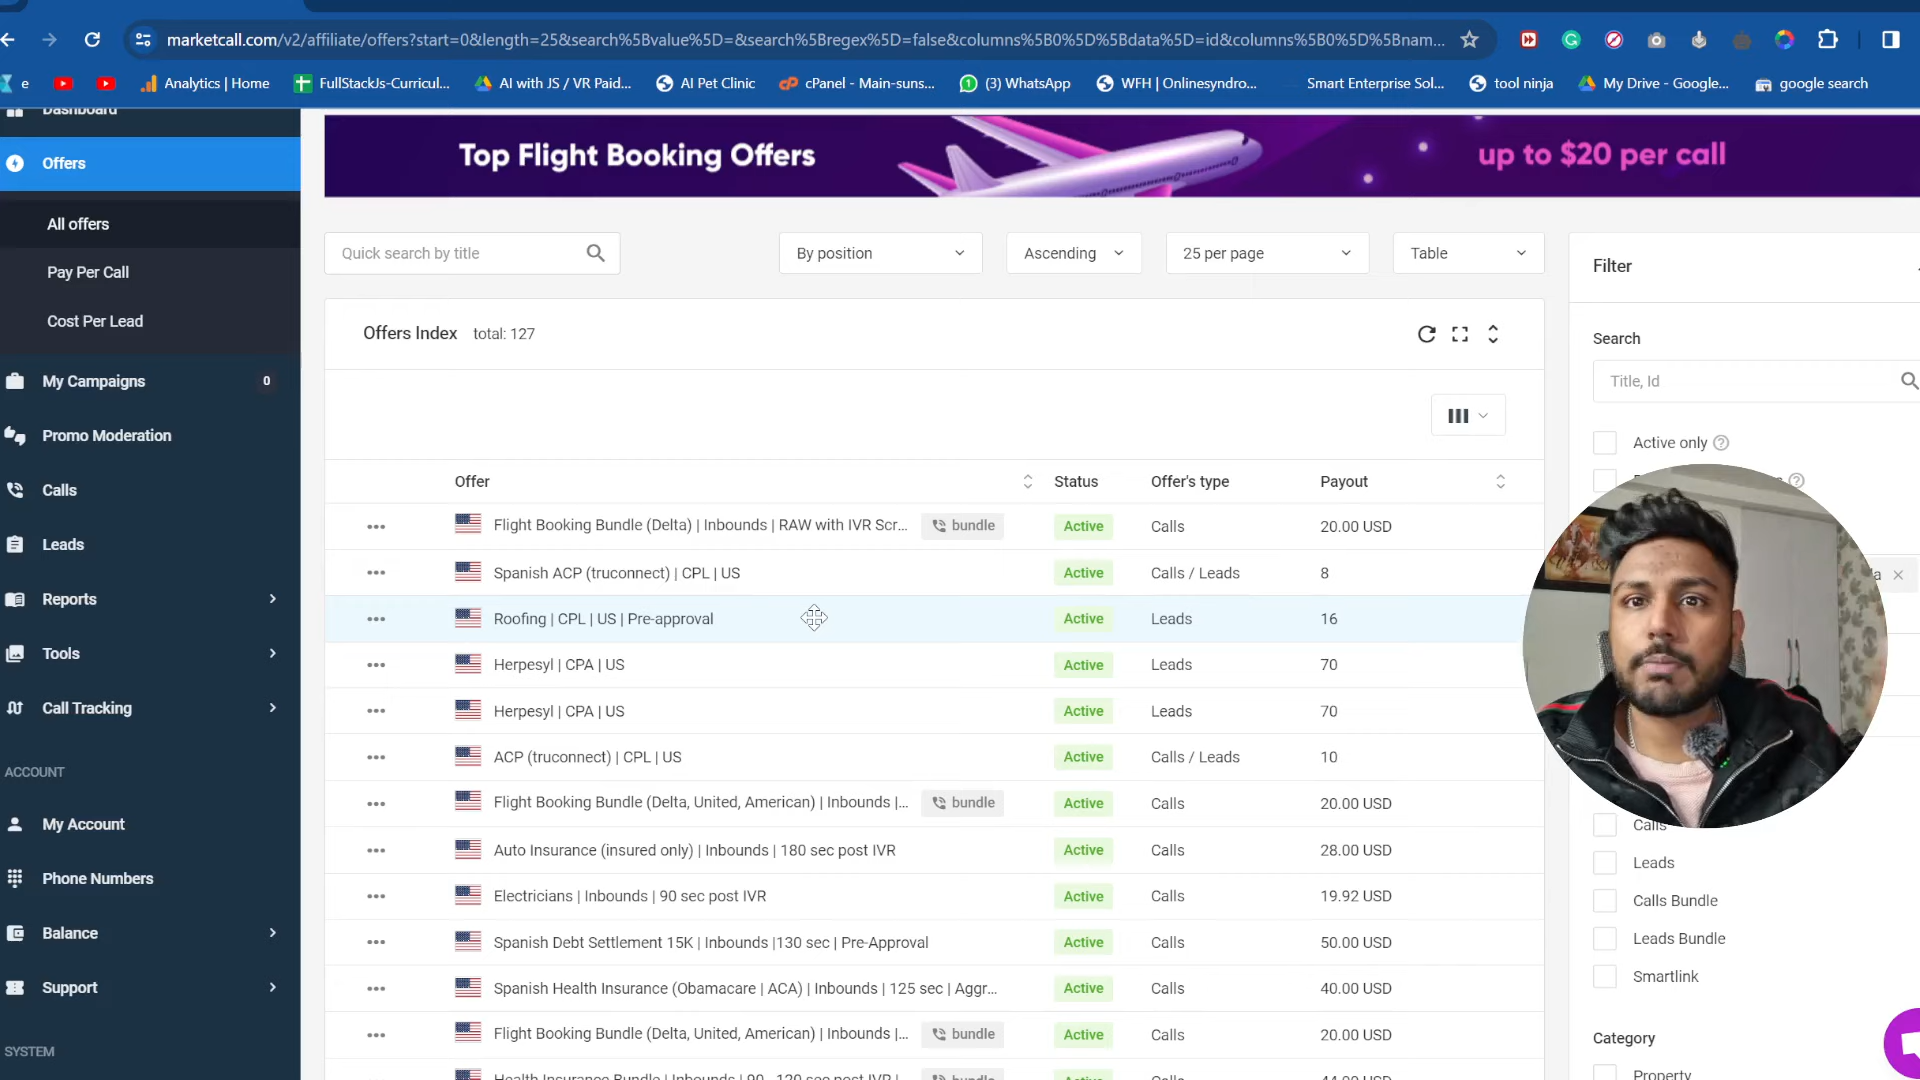 marketcall.com/v2/affiliate/offers?start=0&length=25&search%5Bvalue%5D=&search%5Bregex%5D=false&columns%5B0%5D%5Bdata%5D=id&columns%5B0%5D%5Bnam...
e
Analytics | Home
FullStackJs-Curricul...
AI with JS / VR Paid...
AI Pet Clinic
cPanel - Main-suns...
(3) WhatsApp
WFH | Onlinesyndro...
Smart Enterprise Sol...
tool ninja
My Drive - Google...
google search
Dashboard
Offers
All offers
Pay Per Call
Cost Per Lead
My Campaigns 0
Promo Moderation
Calls
Leads
Reports
Tools
Call Tracking
ACCOUNT
My Account
Phone Numbers
Balance
Support
SYSTEM
Top Flight Booking Offers up to $20 per call
Quick search by title
By position
Ascending
25 per page
Table
Offers Index total: 127
Offer Status Offer's type Payout
Flight Booking Bundle (Delta) | Inbounds | RAW with IVR Scr... bundle Active Calls 20.00 USD
Spanish ACP (truconnect) | CPL | US Active Calls / Leads 8
Roofing | CPL | US | Pre-approval Active Leads 16
Herpesyl | CPA | US Active Leads 70
Herpesyl | CPA | US Active Leads 70
ACP (truconnect) | CPL | US Active Calls / Leads 10
Flight Booking Bundle (Delta, United, American) | Inbounds |... bundle Active Calls 20.00 USD
Auto Insurance (insured only) | Inbounds | 180 sec post IVR Active Calls 28.00 USD
Electricians | Inbounds | 90 sec post IVR Active Calls 19.92 USD
Spanish Debt Settlement 15K | Inbounds |130 sec | Pre-Approval Active Calls 50.00 USD
Spanish Health Insurance (Obamacare | ACA) | Inbounds | 125 sec | Aggr... Active Calls 40.00 USD
Flight Booking Bundle (Delta, United, American) | Inbounds |... bundle Active Calls 20.00 USD
Health Insurance Bundle | Inbounds | 90 - 120 sec post IVR | bundle Active Calls 44.00 USD
Filter
Search
Title, Id
Active only
Calls
Leads
Calls Bundle
Leads Bundle
Smartlink
Category
Property